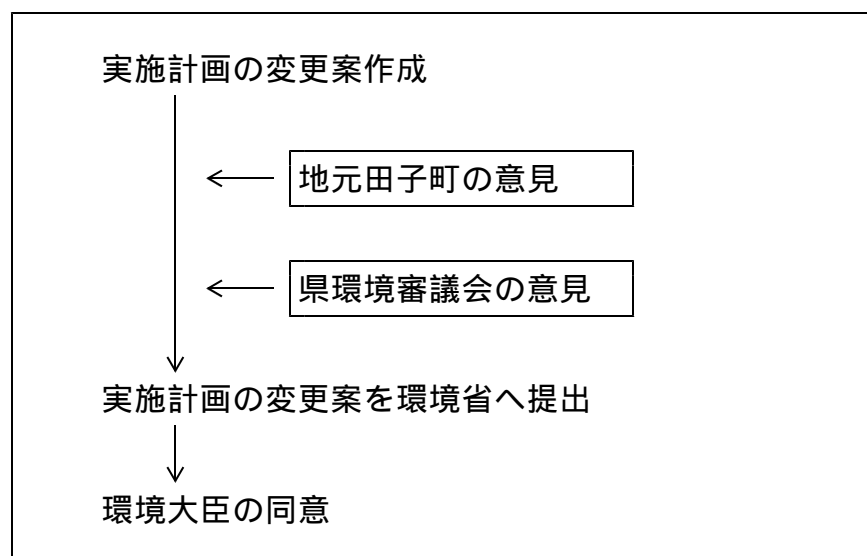 実施計画の変更案作成
地元田子町の意見
県環境審議会の意見
実施計画の変更案を環境省へ提出
環境大臣の同意